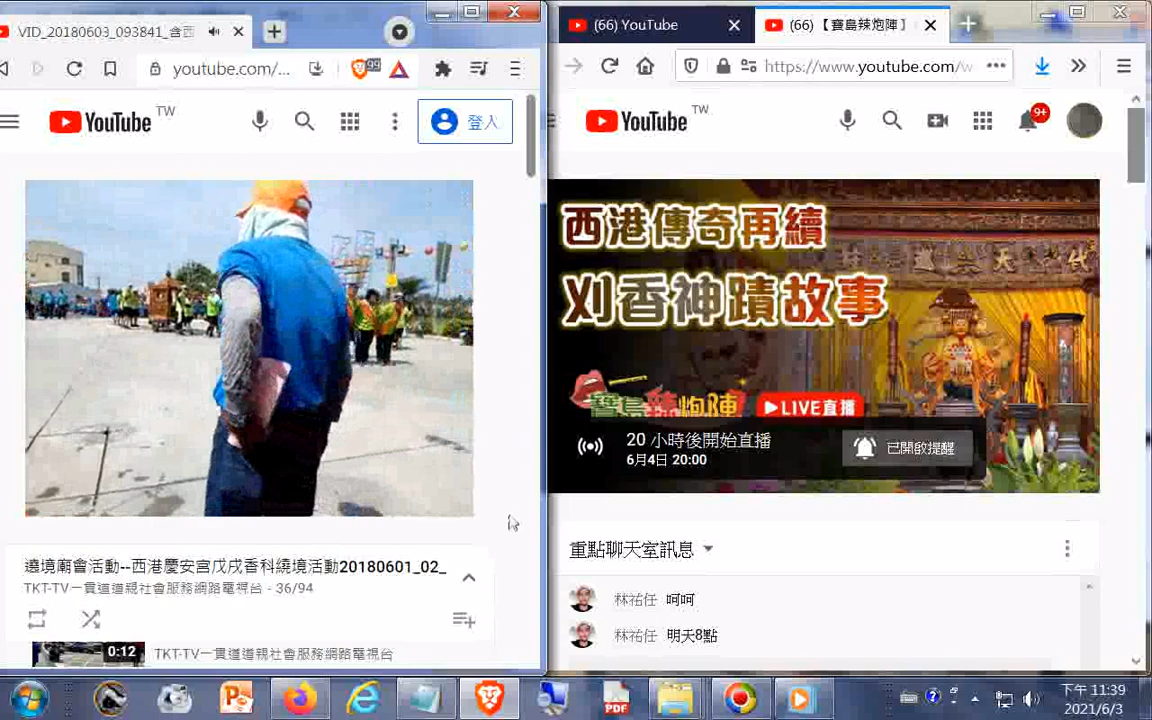 VID_20180603_093841_含西
youtube.com/...
99
YouTube TW
登入
遶境廟會活動--西港慶安宮戊戌香科繞境活動20180601_02_
TKT-TV一貫道道親社會服務網路電視台 - 36/94
0:12
TKT-TV一貫道道親社會服務網路電視台
(66) YouTube
(66) 【寶島辣炮陣】
https://www.youtube.com/w
YouTube TW
9+
西港傳奇再續
刈香神蹟故事
寶島辣炮陣
LIVE直播
20 小時後開始直播
6月4日 20:00
已開啟提醒
重點聊天室訊息
林祐任 呵呵
林祐任 明天8點
PDF
下午 11:39
2021/6/3